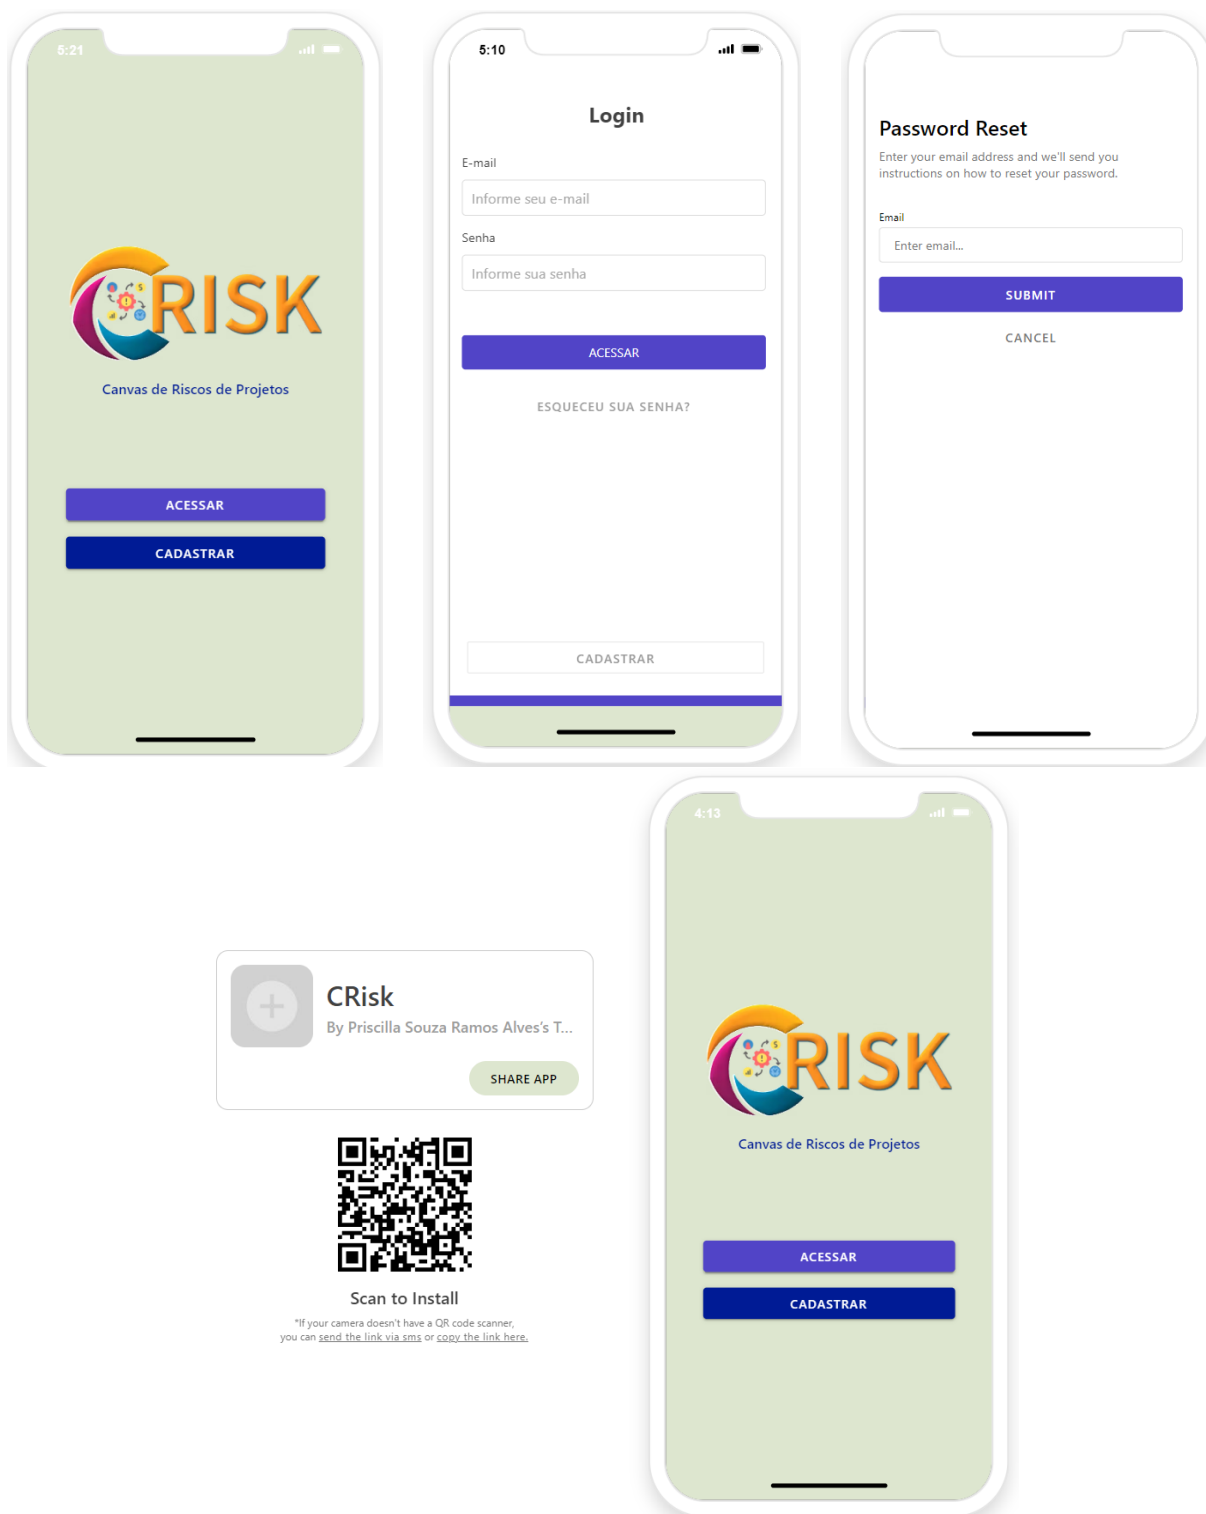 5:21
CRISK
Canvas de Riscos de Projetos
ACESSAR
CADASTRAR
5:10
Login
E-mail
Informe seu e-mail
Senha
Informe sua senha
ACESSAR
ESQUECEU SUA SENHA?
CADASTRAR
Password Reset
Enter your email address and we'll send you
instructions on how to reset your password.
Email
Enter email...
SUBMIT
CANCEL
CRisk
By Priscilla Souza Ramos Alves's T...
SHARE APP
Scan to Install
*If your camera doesn't have a QR code scanner,
you can send the link via sms or copy the link here.
4:13
CRISK
Canvas de Riscos de Projetos
ACESSAR
CADASTRAR